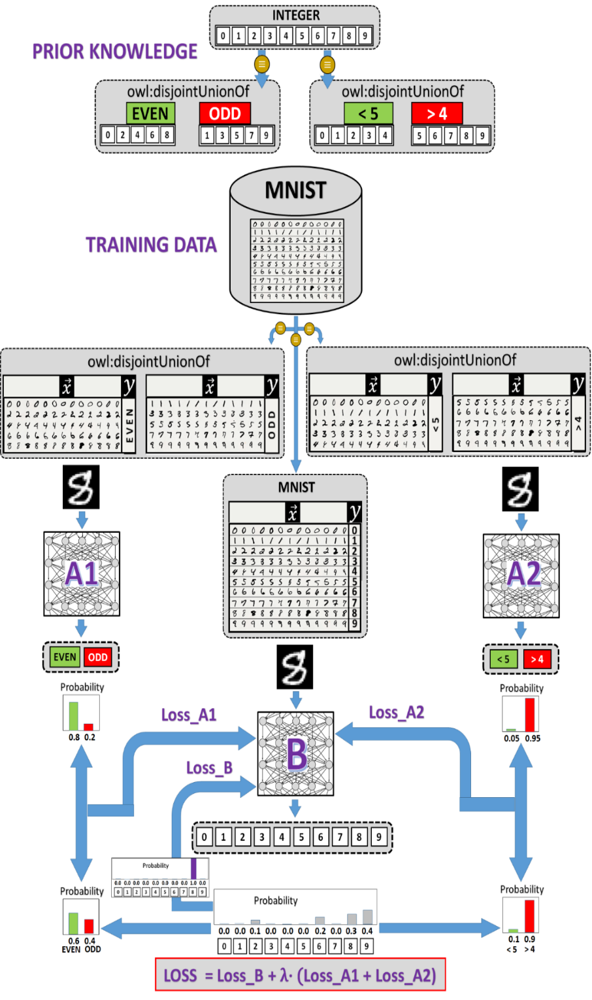 INTEGER
0 1 2 3 4 5 6 7 8 9
PRIOR KNOWLEDGE
owl:disjointUnionOf
EVEN ODD
0 2 4 6 8 1 3 5 7 9
owl:disjointUnionOf
< 5 > 4
0 1 2 3 4 5 6 7 8 9
MNIST
TRAINING DATA
owl:disjointUnionOf
x⃗ y x⃗ y
EVEN ODD
owl:disjointUnionOf
x⃗ y x⃗ y
< 5 > 4
MNIST
x⃗ y
0
1
2
3
4
5
6
7
8
9
8
A1
EVEN ODD
Probability
0.8 0.2
8
A2
< 5 > 4
Probability
0.05 0.95
8
Loss_A1
Loss_A2
B
Loss_B
0 1 2 3 4 5 6 7 8 9
Probability
0.0 0.0 0.0 0.0 0.0 0.0 0.0 0.0 1.0 0.0
0 1 2 3 4 5 6 7 8 9
Probability
0.6 0.4
EVEN ODD
Probability
0.0 0.0 0.1 0.0 0.0 0.0 0.2 0.0 0.3 0.4
0 1 2 3 4 5 6 7 8 9
Probability
0.1 0.9
< 5 > 4
LOSS = Loss_B + λ· (Loss_A1 + Loss_A2)